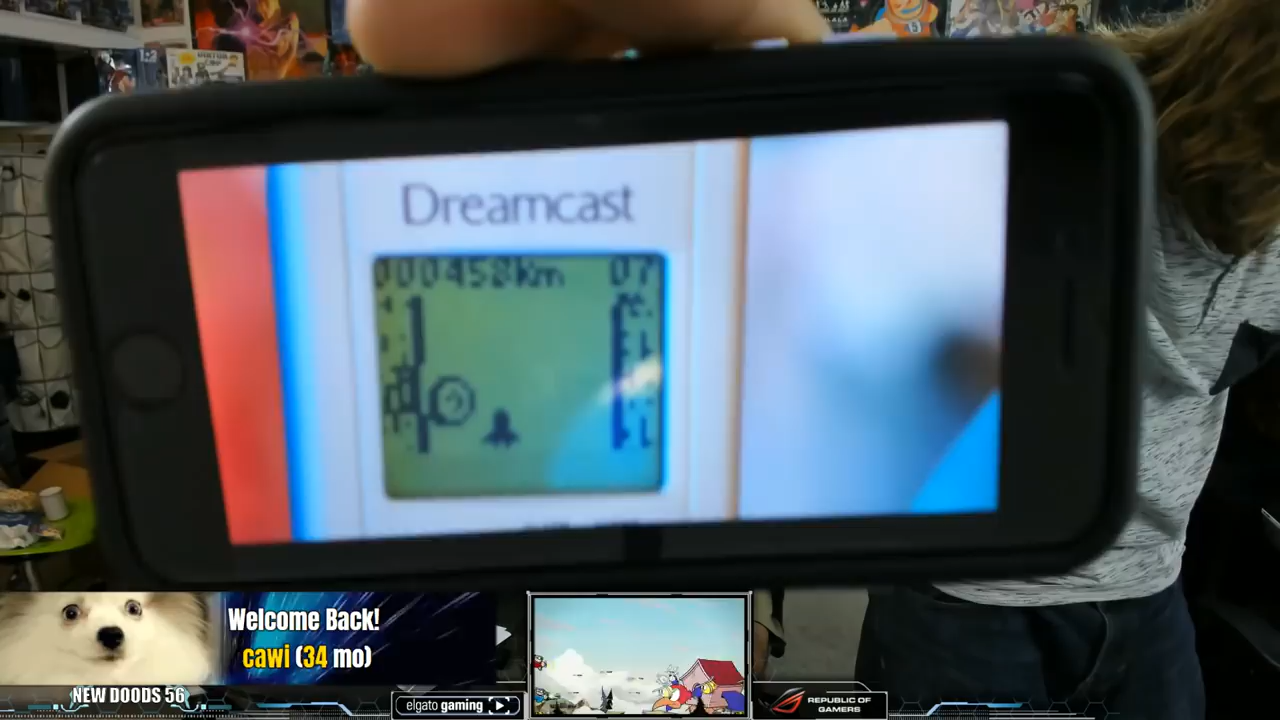 Dreamcast
000458km 07
Welcome Back!
cawi (34 mo)
NEW DOODS 56
elgato gaming
REPUBLIC OF
GAMERS